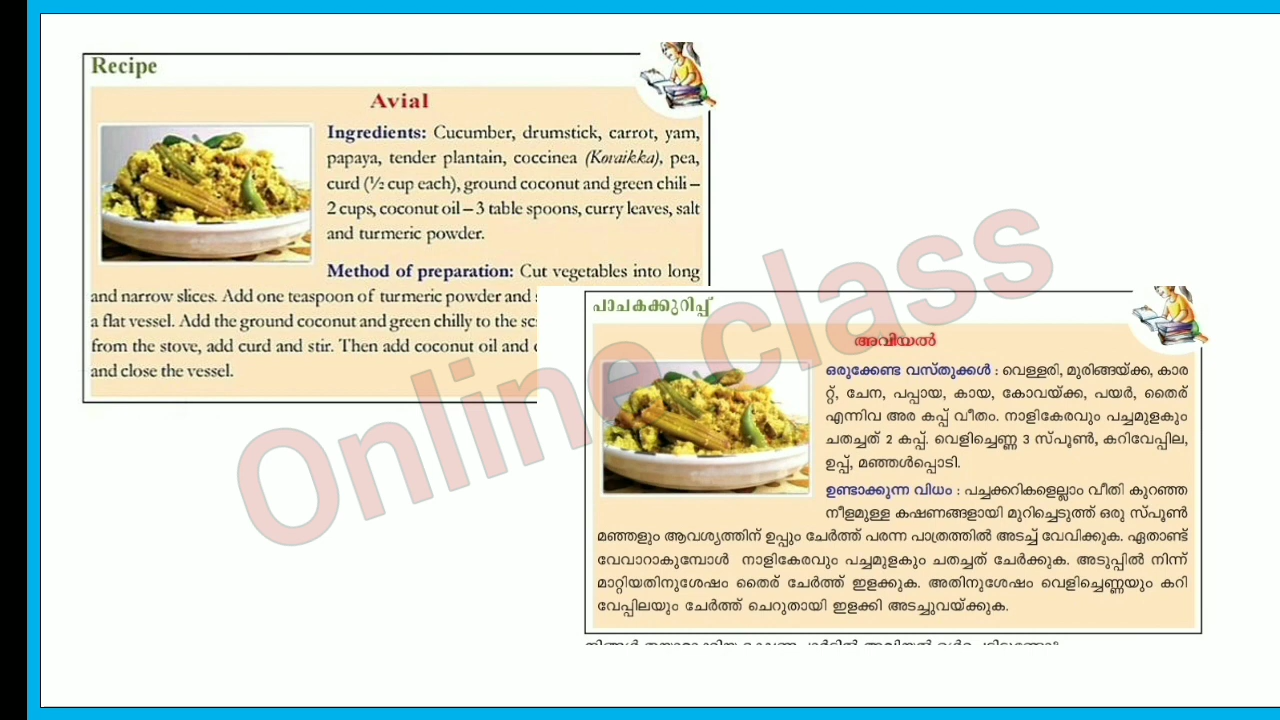 Recipe
Avial
Ingredients: Cucumber, drumstick, carrot, yam,
papaya, tender plantain, coccinea (Kovaikka), pea,
curd (½ cup each), ground coconut and green chili –
2 cups, coconut oil – 3 table spoons, curry leaves, salt
and turmeric powder.
Method of preparation: Cut vegetables into long
and narrow slices. Add one teaspoon of turmeric powder and
a flat vessel. Add the ground coconut and green chilly to the
from the stove, add curd and stir. Then add coconut oil and
and close the vessel.
പാചകക്കുറിപ്പ്
അവിയൽ
ഒരുക്കേണ്ട വസ്തുക്കൾ : വെള്ളരി, മുരിങ്ങയ്ക്ക, കാര
റ്റ്, ചേന, പപ്പായ, കായ, കോവയ്ക്ക, പയർ, തൈര്
എന്നിവ അര കപ്പ് വീതം. നാളികേരവും പച്ചമുളകും
ചതച്ചത് 2 കപ്പ്. വെളിച്ചെണ്ണ 3 സ്പൂൺ, കറിവേപ്പില,
ഉപ്പ്, മഞ്ഞൾപ്പൊടി.
ഉണ്ടാക്കുന്ന വിധം : പച്ചക്കറികളെല്ലാം വീതി കുറഞ്ഞ
നീളമുള്ള കഷണങ്ങളായി മുറിച്ചെടുത്ത് ഒരു സ്പൂൺ
മഞ്ഞളും ആവശ്യത്തിന് ഉപ്പും ചേർത്ത് പരന്ന പാത്രത്തിൽ അടച്ച് വേവിക്കുക. ഏതാണ്ട്
വേവാറാകുമ്പോൾ നാളികേരവും പച്ചമുളകും ചതച്ചത് ചേർക്കുക. അടുപ്പിൽ നിന്ന്
മാറ്റിയതിനുശേഷം തൈര് ചേർത്ത് ഇളക്കുക. അതിനുശേഷം വെളിച്ചെണ്ണയും കറി
വേപ്പിലയും ചേർത്ത് ചെറുതായി ഇളക്കി അടച്ചുവയ്ക്കുക.
Online class